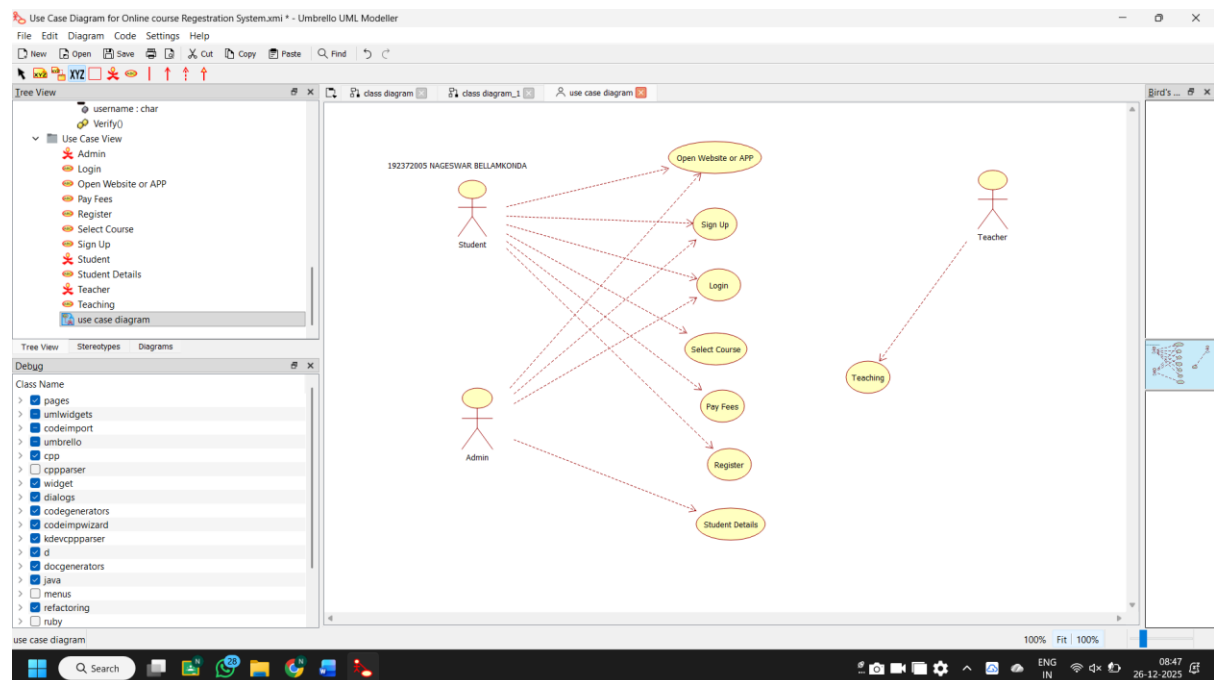 Use Case Diagram for Online course Regestration System.xmi * - Umbrello UML Modeller
File Edit Diagram Code Settings Help
New Open Save Cut Copy Paste Find
XYZ XYZ
Tree View
class diagram class diagram_1 use case diagram
Bird's ...
username : char
Verify()
Use Case View
Admin
Login
Open Website or APP
Pay Fees
Register
Select Course
Sign Up
Student
Student Details
Teacher
Teaching
use case diagram
Tree View Stereotypes Diagrams
Debug
Class Name
pages
umlwidgets
codeimport
umbrello
cpp
cppparser
widget
dialogs
codegenerators
codeimpwizard
kdevcppparser
d
docgenerators
java
menus
refactoring
ruby
192372005 NAGESWAR BELLAMKONDA
Open Website or APP
Student
Sign Up
Teacher
Login
Select Course
Teaching
Pay Fees
Admin
Register
Student Details
use case diagram
100% Fit 100%
Search
28
ENG
IN
08:47
26-12-2025